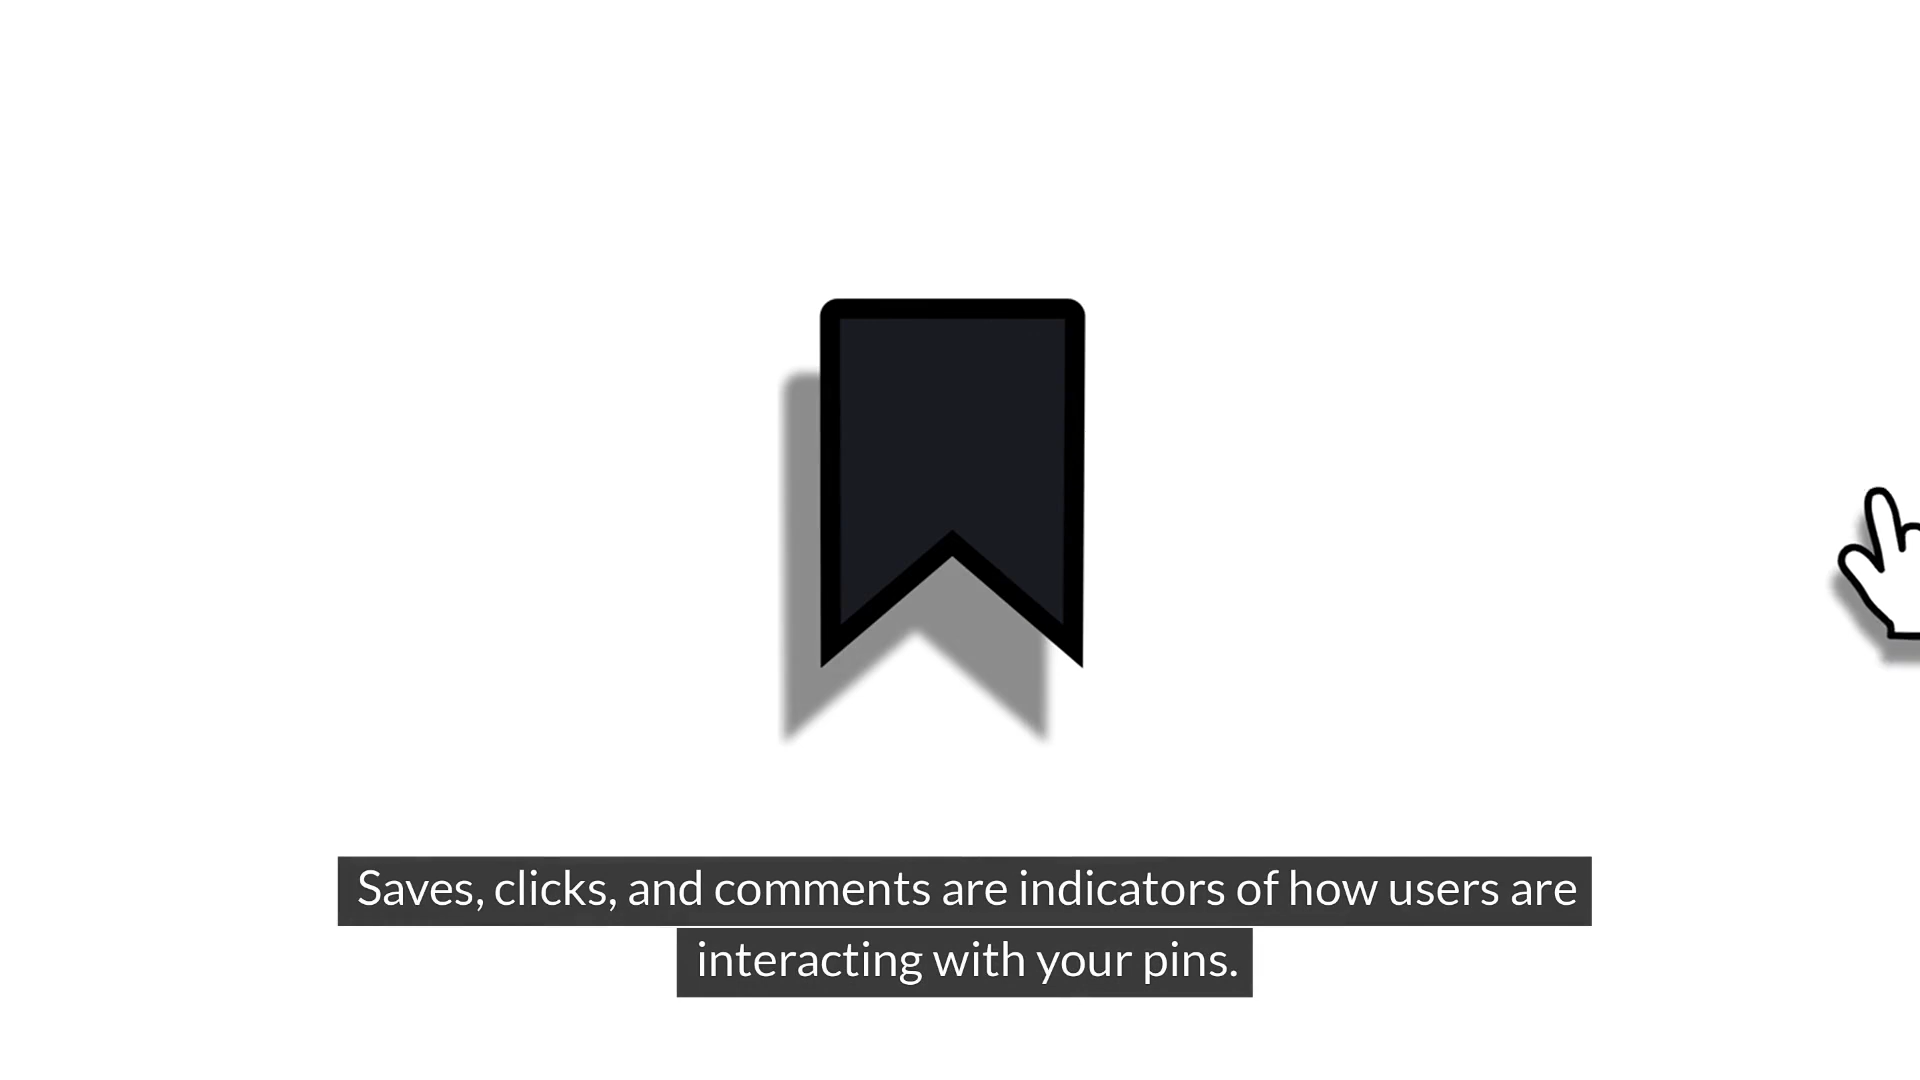 Saves, clicks, and comments are indicators of how users are
interacting with your pins.